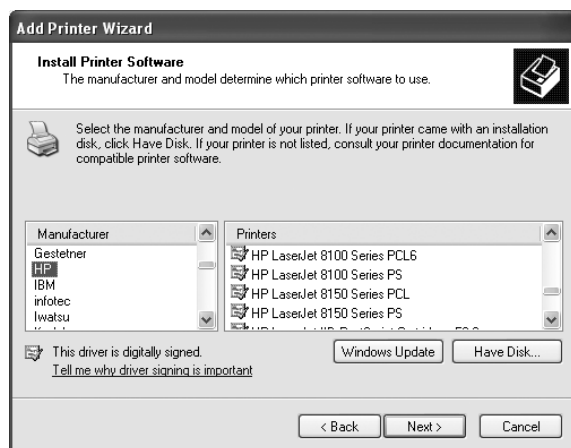 Add Printer Wizard
Install Printer Software
The manufacturer and model determine which printer software to use.
Select the manufacturer and model of your printer. If your printer came with an installation
disk, click Have Disk. If your printer is not listed, consult your printer documentation for
compatible printer software.
Manufacturer
Gestetner
HP
IBM
infotec
Iwatsu
Printers
HP LaserJet 8100 Series PCL6
HP LaserJet 8100 Series PS
HP LaserJet 8150 Series PCL
HP LaserJet 8150 Series PS
This driver is digitally signed.
Tell me why driver signing is important
Windows Update
Have Disk...
< Back
Next >
Cancel